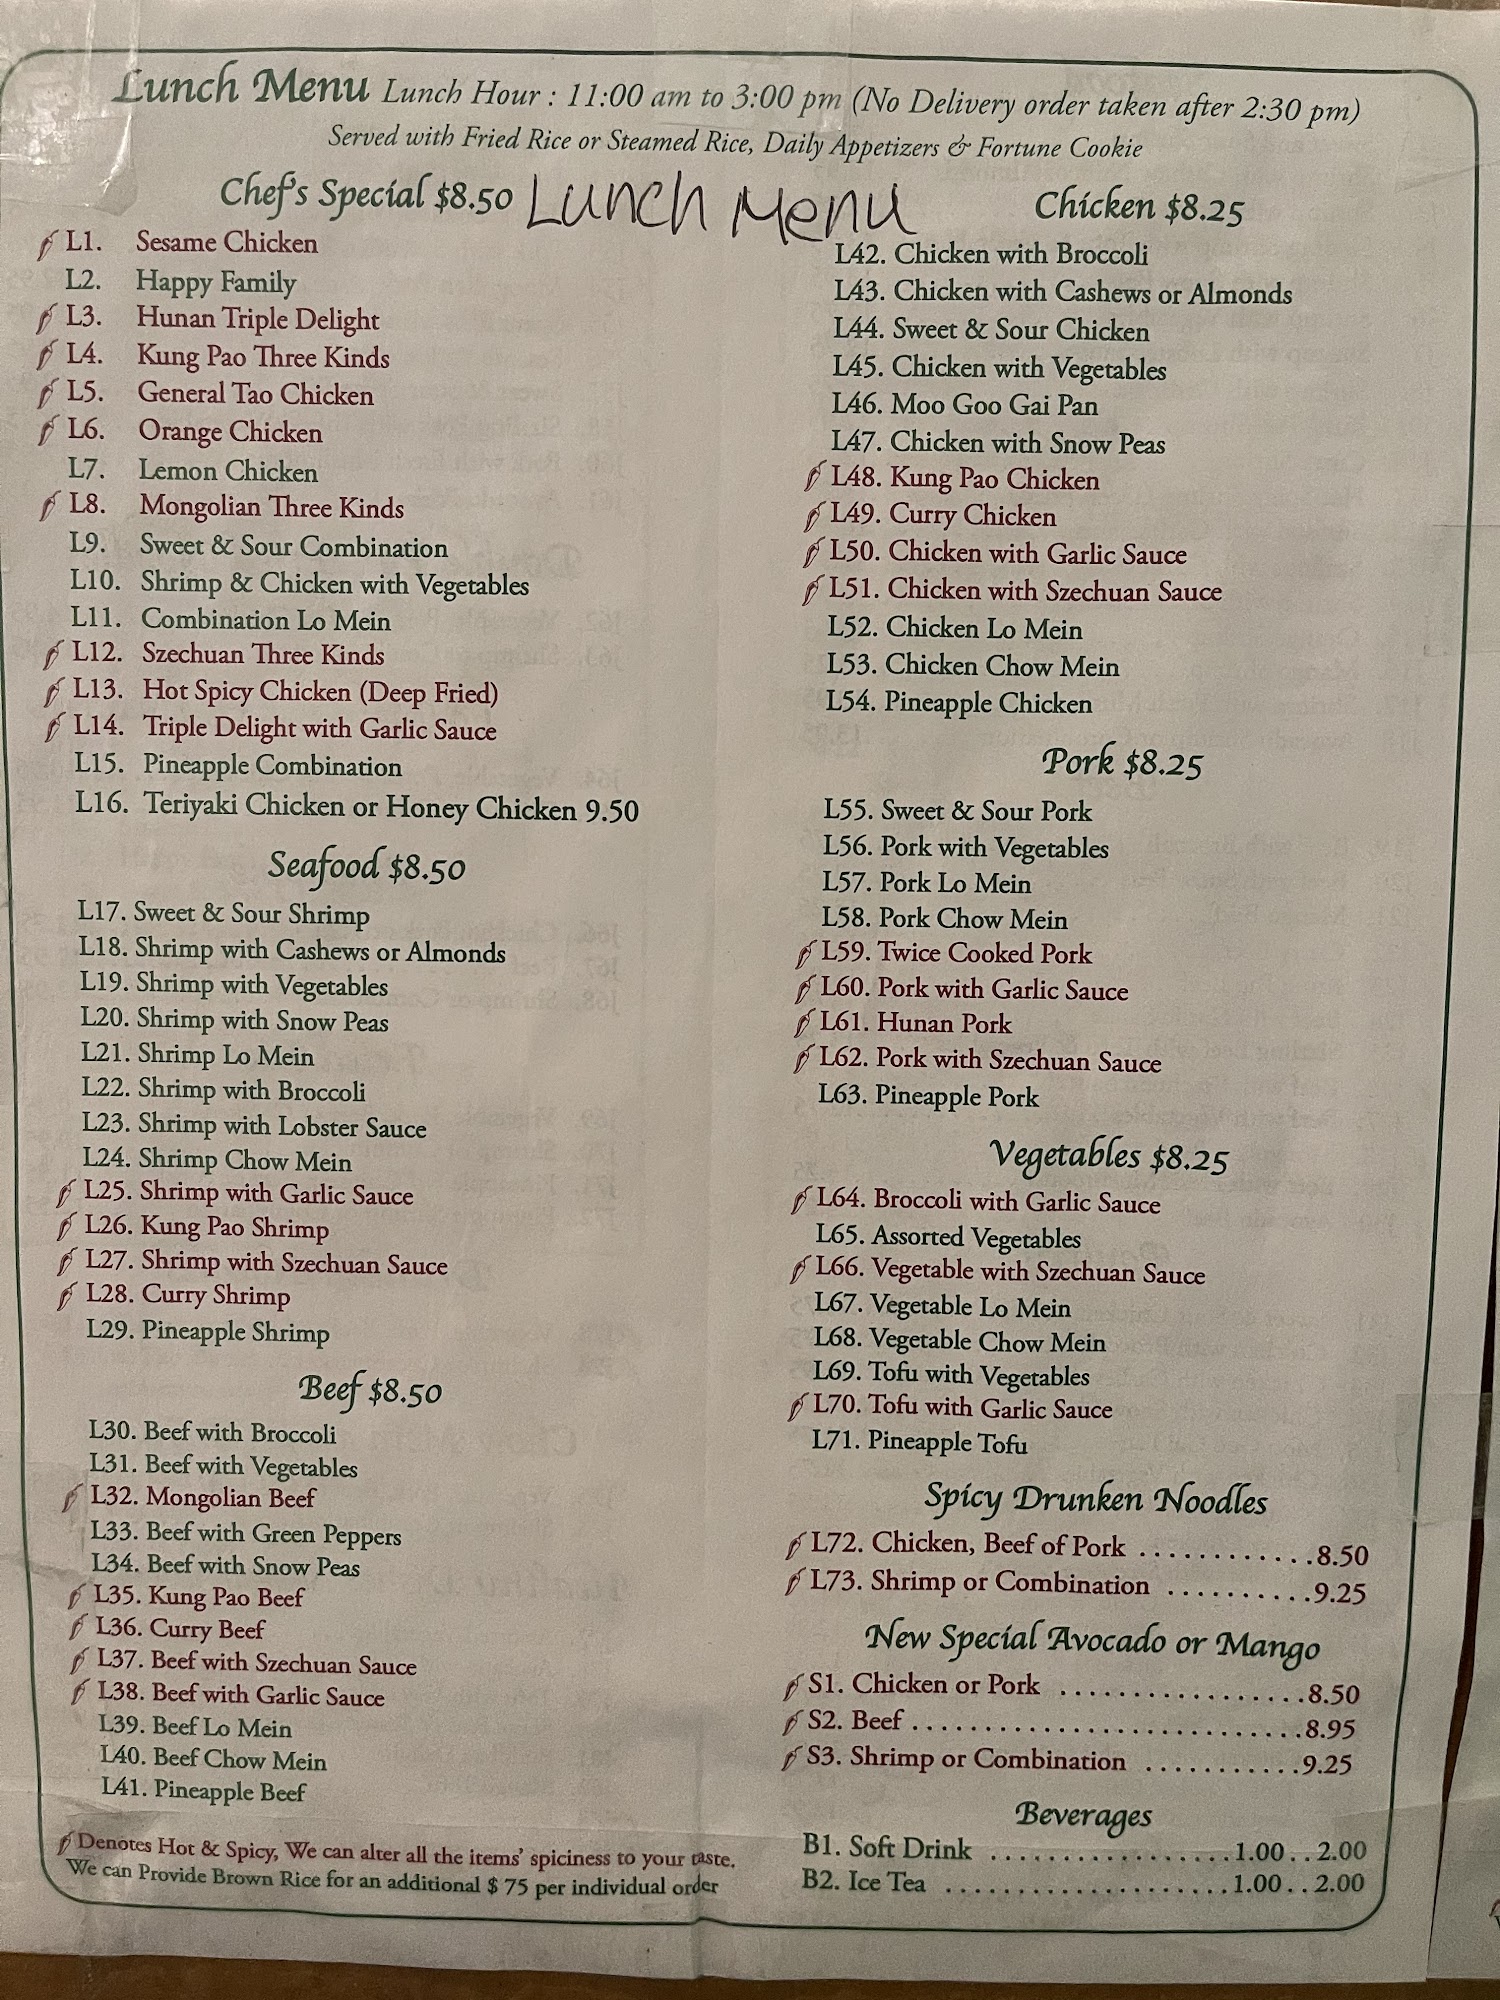 Lunch Menu Lunch Hour : 11:00 am to 3:00 pm (No Delivery order taken after 2:30 pm)
Served with Fried Rice or Steamed Rice, Daily Appetizers & Fortune Cookie
Lunch Menu
Chef's Special $8.50
L1. Sesame Chicken
L2. Happy Family
L3. Hunan Triple Delight
L4. Kung Pao Three Kinds
L5. General Tao Chicken
L6. Orange Chicken
L7. Lemon Chicken
L8. Mongolian Three Kinds
L9. Sweet & Sour Combination
L10. Shrimp & Chicken with Vegetables
L11. Combination Lo Mein
L12. Szechuan Three Kinds
L13. Hot Spicy Chicken (Deep Fried)
L14. Triple Delight with Garlic Sauce
L15. Pineapple Combination
L16. Teriyaki Chicken or Honey Chicken 9.50
Seafood $8.50
L17. Sweet & Sour Shrimp
L18. Shrimp with Cashews or Almonds
L19. Shrimp with Vegetables
L20. Shrimp with Snow Peas
L21. Shrimp Lo Mein
L22. Shrimp with Broccoli
L23. Shrimp with Lobster Sauce
L24. Shrimp Chow Mein
L25. Shrimp with Garlic Sauce
L26. Kung Pao Shrimp
L27. Shrimp with Szechuan Sauce
L28. Curry Shrimp
L29. Pineapple Shrimp
Beef $8.50
L30. Beef with Broccoli
L31. Beef with Vegetables
L32. Mongolian Beef
L33. Beef with Green Peppers
L34. Beef with Snow Peas
L35. Kung Pao Beef
L36. Curry Beef
L37. Beef with Szechuan Sauce
L38. Beef with Garlic Sauce
L39. Beef Lo Mein
L40. Beef Chow Mein
L41. Pineapple Beef
Denotes Hot & Spicy, We can alter all the items' spiciness to your taste.
We can Provide Brown Rice for an additional $ 75 per individual order
Chicken $8.25
L42. Chicken with Broccoli
L43. Chicken with Cashews or Almonds
L44. Sweet & Sour Chicken
L45. Chicken with Vegetables
L46. Moo Goo Gai Pan
L47. Chicken with Snow Peas
L48. Kung Pao Chicken
L49. Curry Chicken
L50. Chicken with Garlic Sauce
L51. Chicken with Szechuan Sauce
L52. Chicken Lo Mein
L53. Chicken Chow Mein
L54. Pineapple Chicken
Pork $8.25
L55. Sweet & Sour Pork
L56. Pork with Vegetables
L57. Pork Lo Mein
L58. Pork Chow Mein
L59. Twice Cooked Pork
L60. Pork with Garlic Sauce
L61. Hunan Pork
L62. Pork with Szechuan Sauce
L63. Pineapple Pork
Vegetables $8.25
L64. Broccoli with Garlic Sauce
L65. Assorted Vegetables
L66. Vegetable with Szechuan Sauce
L67. Vegetable Lo Mein
L68. Vegetable Chow Mein
L69. Tofu with Vegetables
L70. Tofu with Garlic Sauce
L71. Pineapple Tofu
Spicy Drunken Noodles
L72. Chicken, Beef of Pork ............8.50
L73. Shrimp or Combination ..........9.25
New Special Avocado or Mango
S1. Chicken or Pork .................8.50
S2. Beef...........................8.95
S3. Shrimp or Combination ...........9.25
Beverages
B1. Soft Drink .................1.00..2.00
B2. Ice Tea ....................1.00..2.00